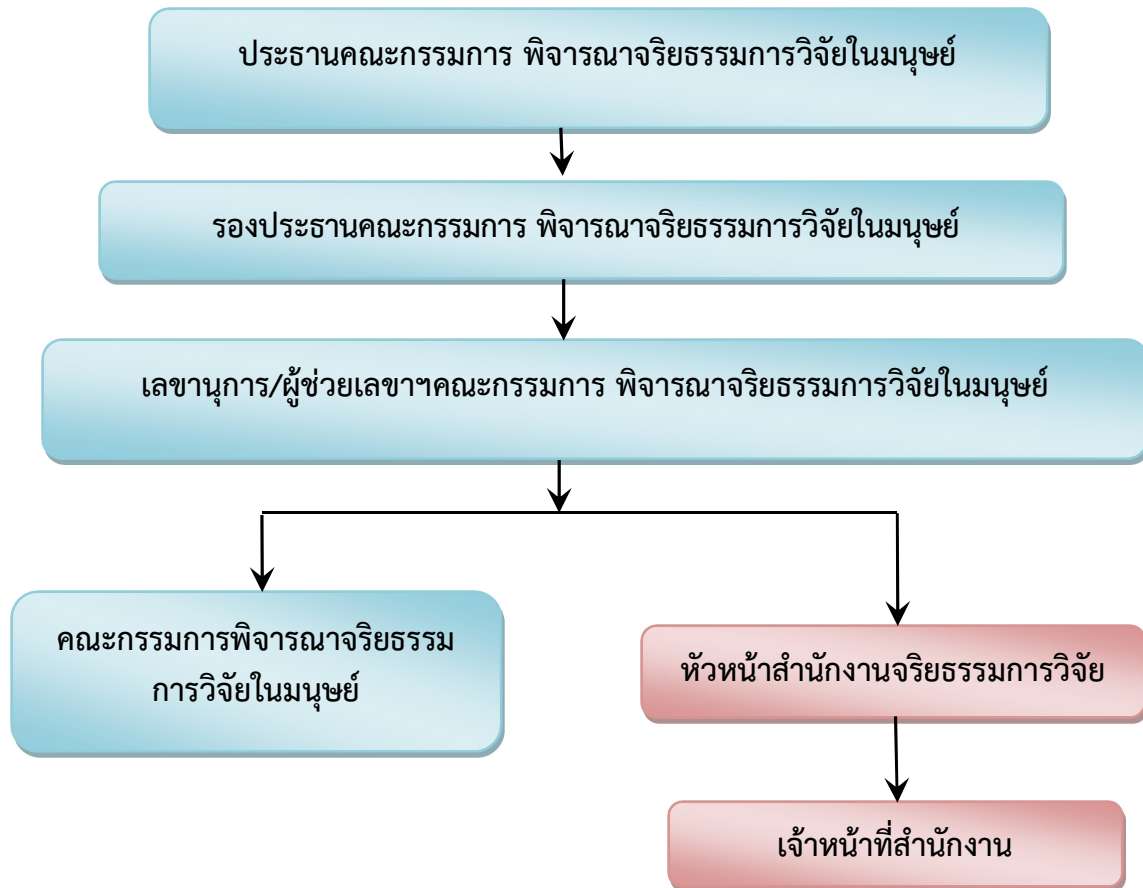 ประธานคณะกรรมการ พิจารณาจริยธรรมการวิจัยในมนุษย์
รองประธานคณะกรรมการ พิจารณาจริยธรรมการวิจัยในมนุษย์
เลขานุการ/ผู้ช่วยเลขาฯคณะกรรมการ พิจารณาจริยธรรมการวิจัยในมนุษย์
คณะกรรมการพิจารณาจริยธรรม
การวิจัยในมนุษย์
หัวหน้าสำนักงานจริยธรรมการวิจัย
เจ้าหน้าที่สำนักงาน